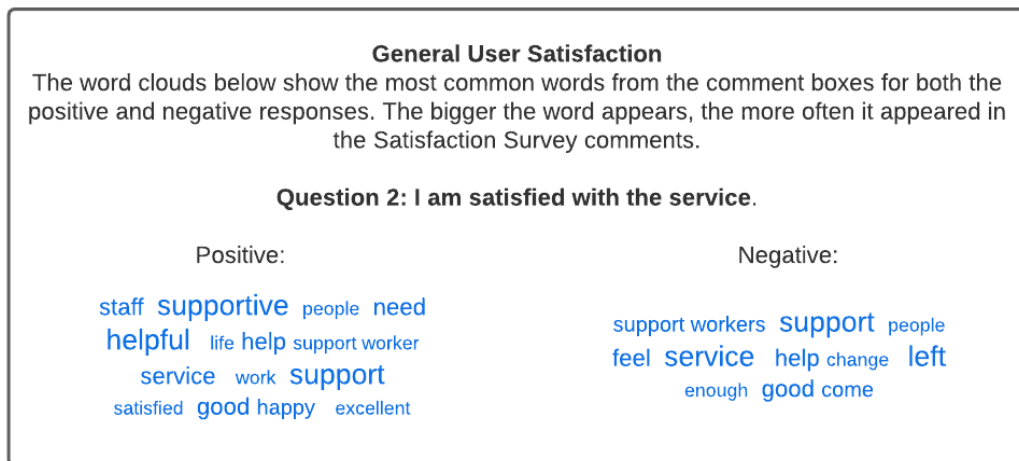 General User Satisfaction
The word clouds below show the most common words from the comment boxes for both the
positive and negative responses. The bigger the word appears, the more often it appeared in
the Satisfaction Survey comments.
Question 2: I am satisfied with the service.
Positive:
staff supportive people need
helpful life help support worker
service work support
satisfied good happy excellent
Negative:
support workers support people
feel service help change left
enough good come